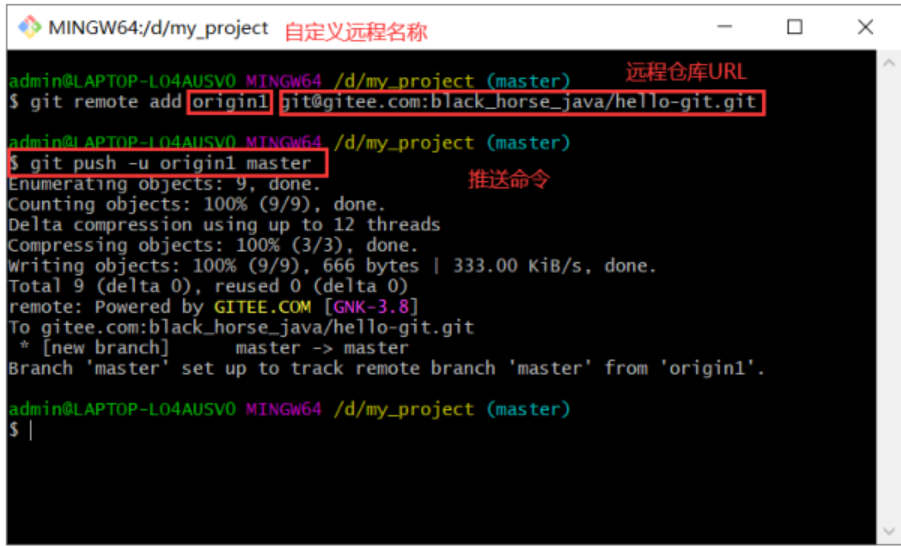 MINGW64:/d/my_project 自定义远程名称
admin@LAPTOP-LO4AUSV0 MINGW64 /d/my_project (master) 远程仓库URL
$ git remote add origin1 git@gitee.com:black_horse_java/hello-git.git
admin@LAPTOP-LO4AUSV0 MINGW64 /d/my_project (master)
$ git push -u origin1 master
推送命令
Enumerating objects: 9, done.
Counting objects: 100% (9/9), done.
Delta compression using up to 12 threads
Compressing objects: 100% (3/3), done.
Writing objects: 100% (9/9), 666 bytes | 333.00 KiB/s, done.
Total 9 (delta 0), reused 0 (delta 0)
remote: Powered by GITEE.COM [GNK-3.8]
To gitee.com:black_horse_java/hello-git.git
* [new branch] master -> master
Branch 'master' set up to track remote branch 'master' from 'origin1'.
admin@LAPTOP-LO4AUSV0 MINGW64 /d/my_project (master)
$